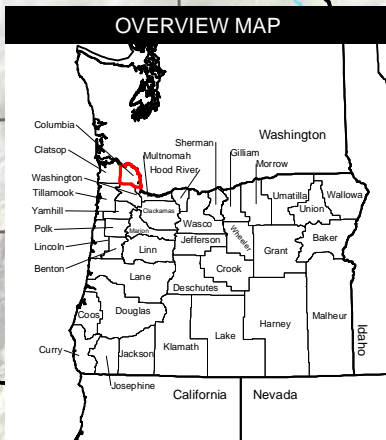 OVERVIEW MAP
Columbia
Clatsop
Washington
Tillamook
Yamhill
Polk
Lincoln
Benton
Multnomah
Hood River
Sherman
Gilliam
Morrow
Washington
Umatilla
Union
Wallowa
Clackamas
Marion
Wasco
Wheeler
Linn
Jefferson
Grant
Baker
Crook
Lane
Deschutes
Coos
Douglas
Harney
Malheur
Idaho
Lake
Curry
Jackson
Klamath
Josephine
California
Nevada